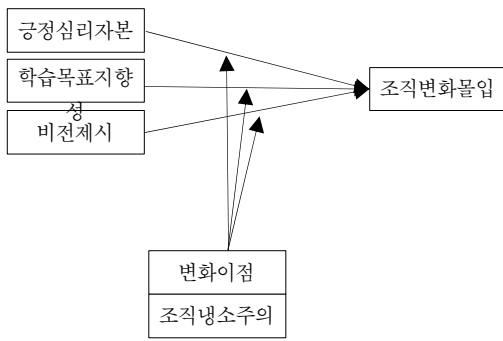 긍정심리자본
학습목표지향
성
비전제시
조직변화몰입
변화이점
조직냉소주의